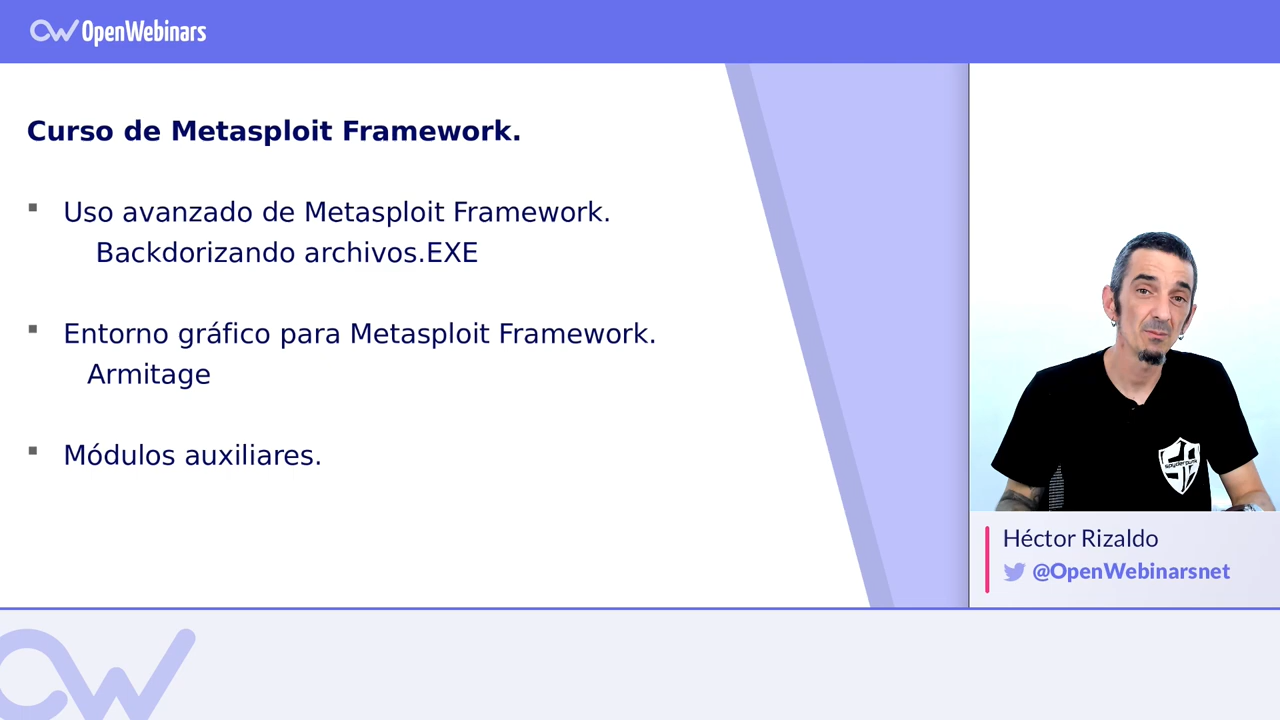 OpenWebinars
Curso de Metasploit Framework.
Uso avanzado de Metasploit Framework.
Backdorizando archivos.EXE
Entorno gráfico para Metasploit Framework.
Armitage
Módulos auxiliares.
Héctor Rizaldo
@OpenWebinarsnet